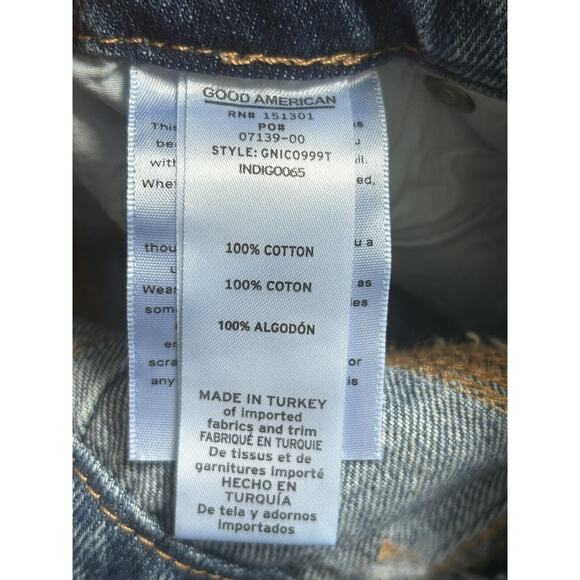 GOOD AMERICAN
RN# 151301
PO#
07139-00
STYLE: GNICO999T
INDIGO065
100% COTTON
100% COTON
100% ALGODÓN
MADE IN TURKEY
of imported
fabrics and trim
FABRIQUÉ EN TURQUIE
De tissus et de
garnitures importé
HECHO EN
TURQUÍA
De tela y adornos
importados